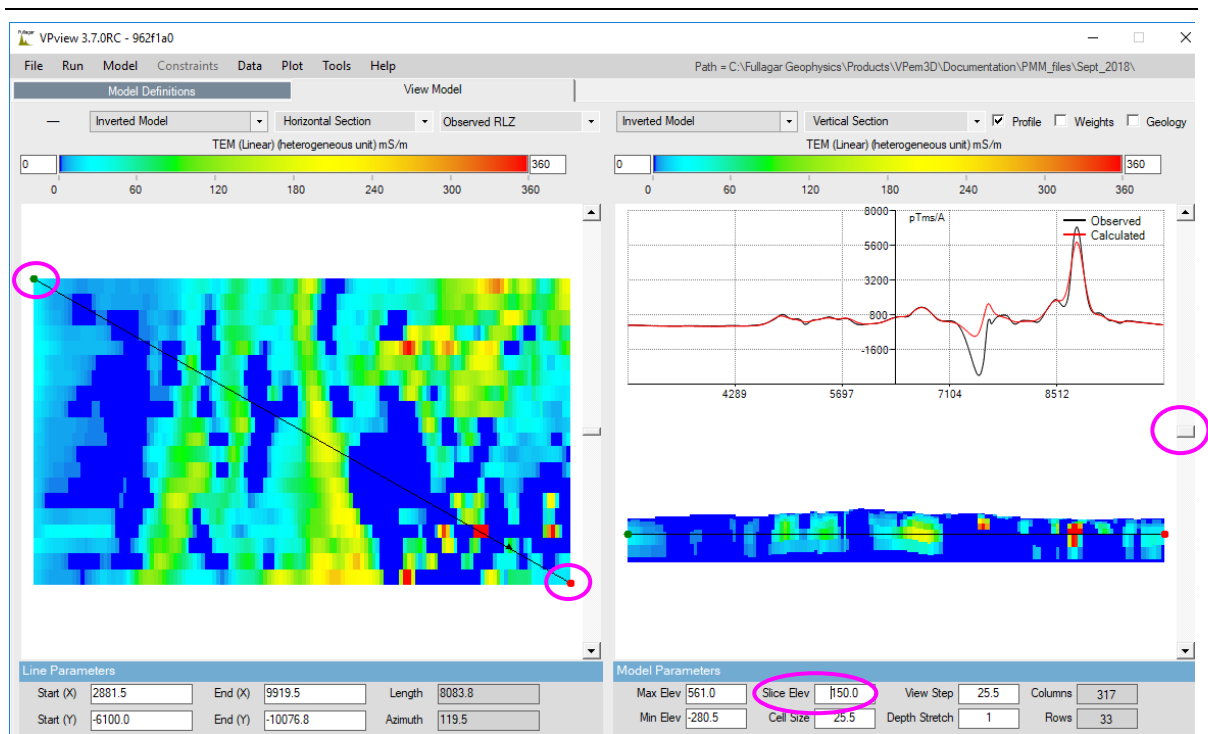 Fullagar
VPview 3.7.0RC - 962f1a0
File Run Model Constraints Data Plot Tools Help Path = C:\Fullagar Geophysics\Products\VPem3D\Documentation\PMM_files\Sept_2018\
Model Definitions View Model
Inverted Model Horizontal Section Observed RLZ Inverted Model Vertical Section Profile Weights Geology
TEM (Linear) (heterogeneous unit) mS/m TEM (Linear) (heterogeneous unit) mS/m
0 360 0 360
0 60 120 180 240 300 360 0 60 120 180 240 300 360
8000 pTms/A Observed
Calculated
5600
3200
800
-1600
4289 5697 7104 8512
Line Parameters Model Parameters
Start (X) 2881.5 End (X) 9919.5 Length 8083.8 Max Elev 561.0 Slice Elev 150.0 View Step 25.5 Columns 317
Start (Y) -6100.0 End (Y) -10076.8 Azimuth 119.5 Min Elev -280.5 Cell Size 25.5 Depth Stretch 1 Rows 33